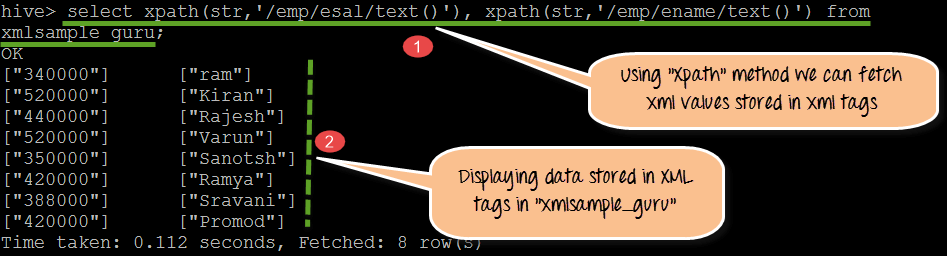 hive> select xpath(str,'/emp/esal/text()'), xpath(str,'/emp/ename/text()') from
xmlsample_guru;
OK
["340000"] ["ram"]
["520000"] ["Kiran"]
["440000"] ["Rajesh"]
["520000"] ["Varun"]
["350000"] ["Sanotsh"]
["420000"] ["Ramya"]
["388000"] ["Sravani"]
["420000"] ["Promod"]
Time taken: 0.112 seconds, Fetched: 8 row(s)
1
Using "Xpath" method we can fetch
xml values stored in xml tags
2
Displaying data stored in XML
tags in "xmlsample_guru"